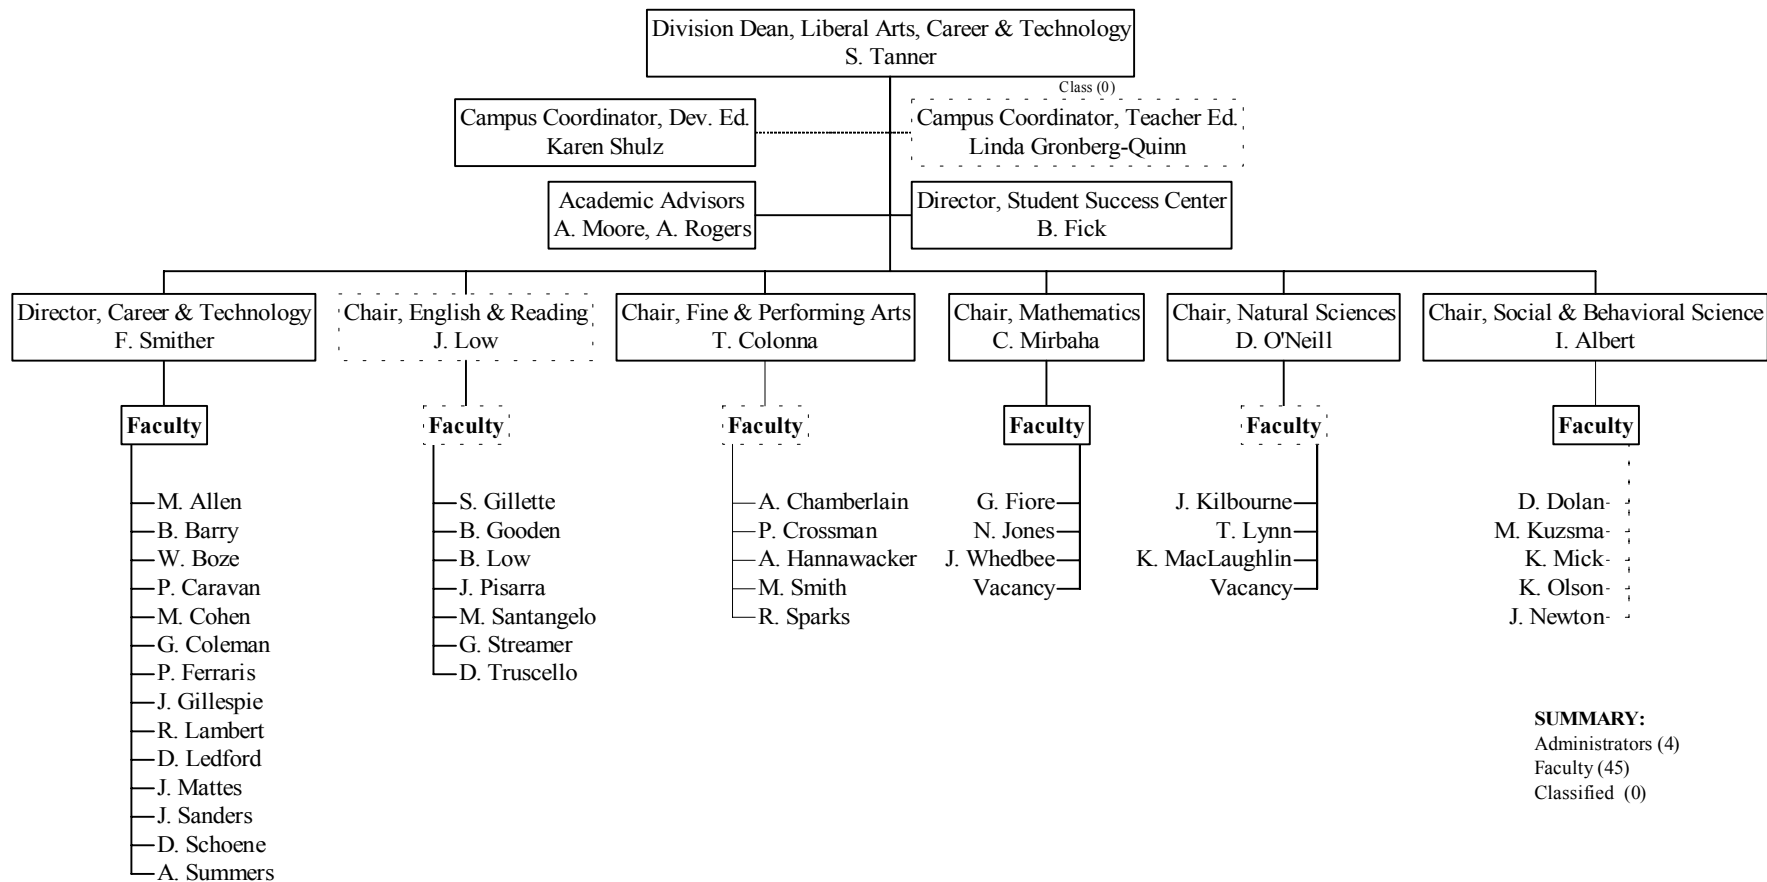 Division Dean, Liberal Arts, Career & Technology
S. Tanner
Class (0)
Campus Coordinator, Dev. Ed.
Karen Shulz
Campus Coordinator, Teacher Ed.
Linda Gronberg-Quinn
Academic Advisors
A. Moore, A. Rogers
Director, Student Success Center
B. Fick
Director, Career & Technology
F. Smither
Chair, English & Reading
J. Low
Chair, Fine & Performing Arts
T. Colonna
Chair, Mathematics
C. Mirbaha
Chair, Natural Sciences
D. O'Neill
Chair, Social & Behavioral Science
I. Albert
Faculty
M. Allen
B. Barry
W. Boze
P. Caravan
M. Cohen
G. Coleman
P. Ferraris
J. Gillespie
R. Lambert
D. Ledford
J. Mattes
J. Sanders
D. Schoene
A. Summers
Faculty
S. Gillette
B. Gooden
B. Low
J. Pisarra
M. Santangelo
G. Streamer
D. Truscello
Faculty
A. Chamberlain
P. Crossman
A. Hannawacker
M. Smith
R. Sparks
Faculty
G. Fiore
N. Jones
J. Whedbee
Vacancy
Faculty
J. Kilbourne
T. Lynn
K. MacLaughlin
Vacancy
Faculty
D. Dolan
M. Kuzsma
K. Mick
K. Olson
J. Newton
SUMMARY:
Administrators (4)
Faculty (45)
Classified (0)